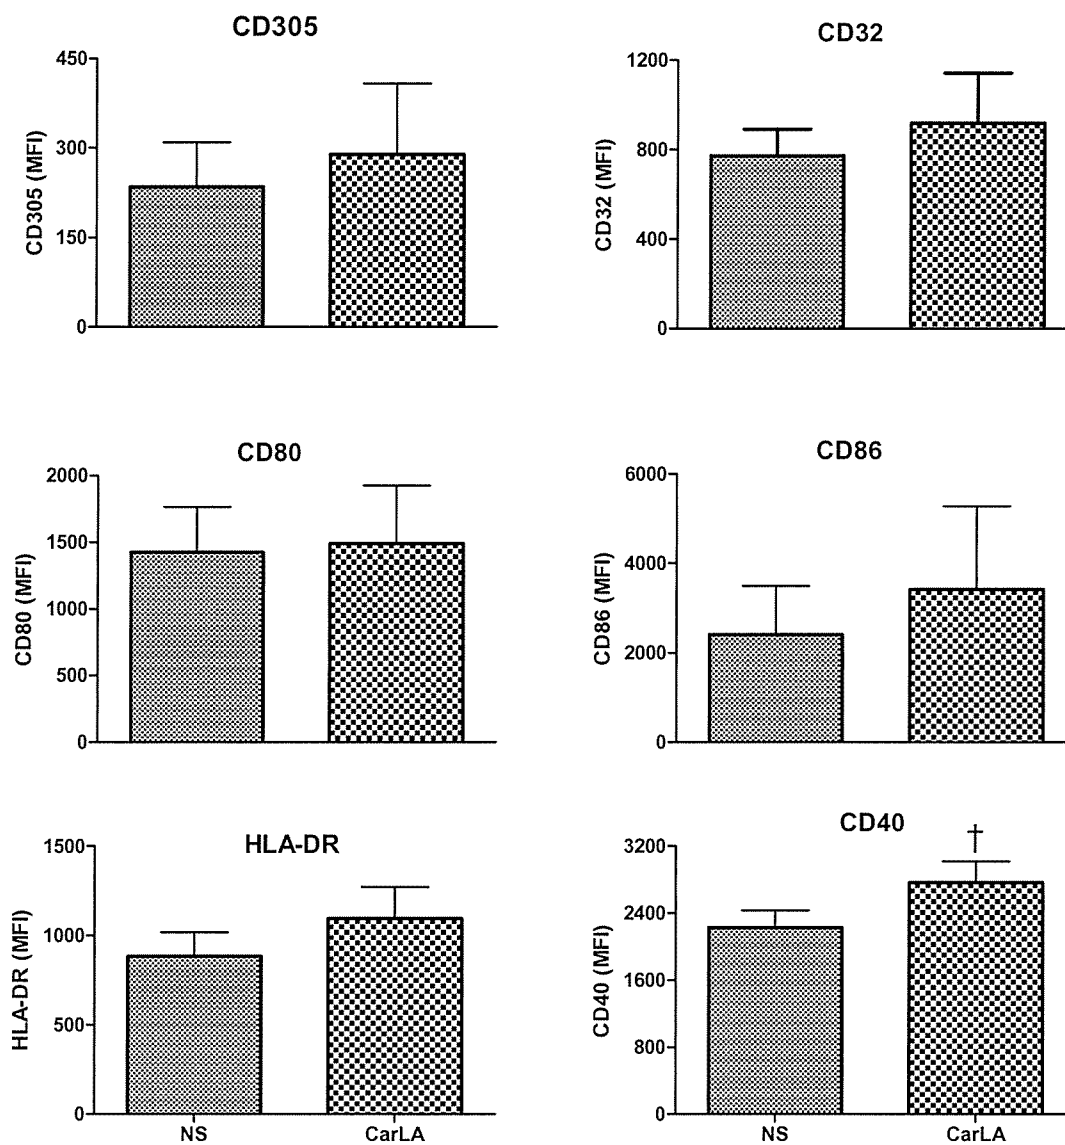 CD305
450
300
150
0
CD305 (MFI)
CD32
1200
800
400
0
CD32 (MFI)
CD80
2000
1500
1000
500
0
CD80 (MFI)
CD86
6000
4000
2000
0
CD86 (MFI)
HLA-DR
1500
1000
500
0
HLA-DR (MFI)
NS CarLA
CD40
†
3200
2400
1600
800
0
CD40 (MFI)
NS CarLA